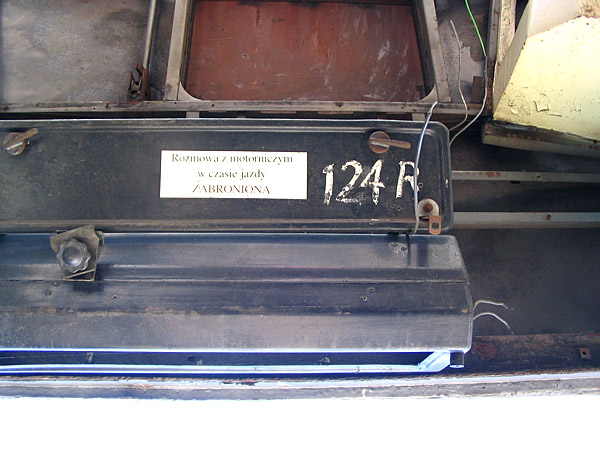 Rozmowa z motorniczym
w czasie jazdy
ZABRONIONA
124 R